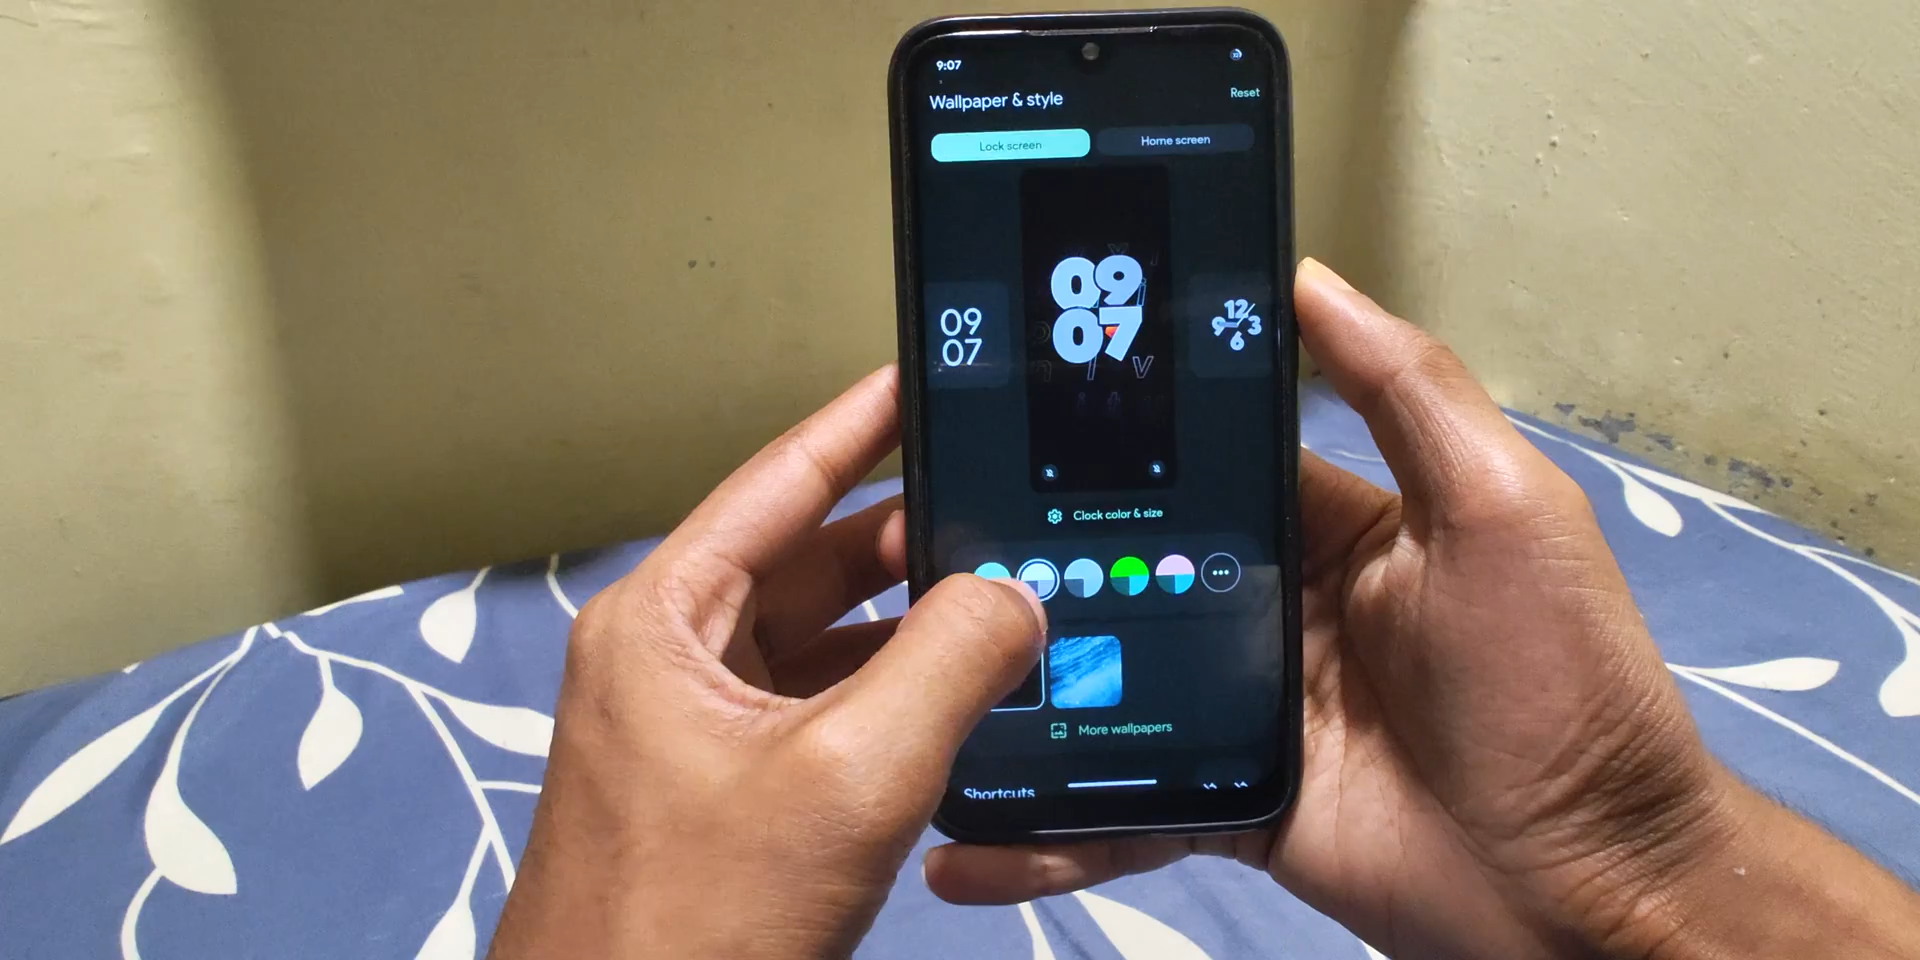 9:07
Wallpaper & style
Reset
Lock screen
Home screen
09
07
09
07
12
9 3
6
Clock color & size
More wallpapers
Shortcuts